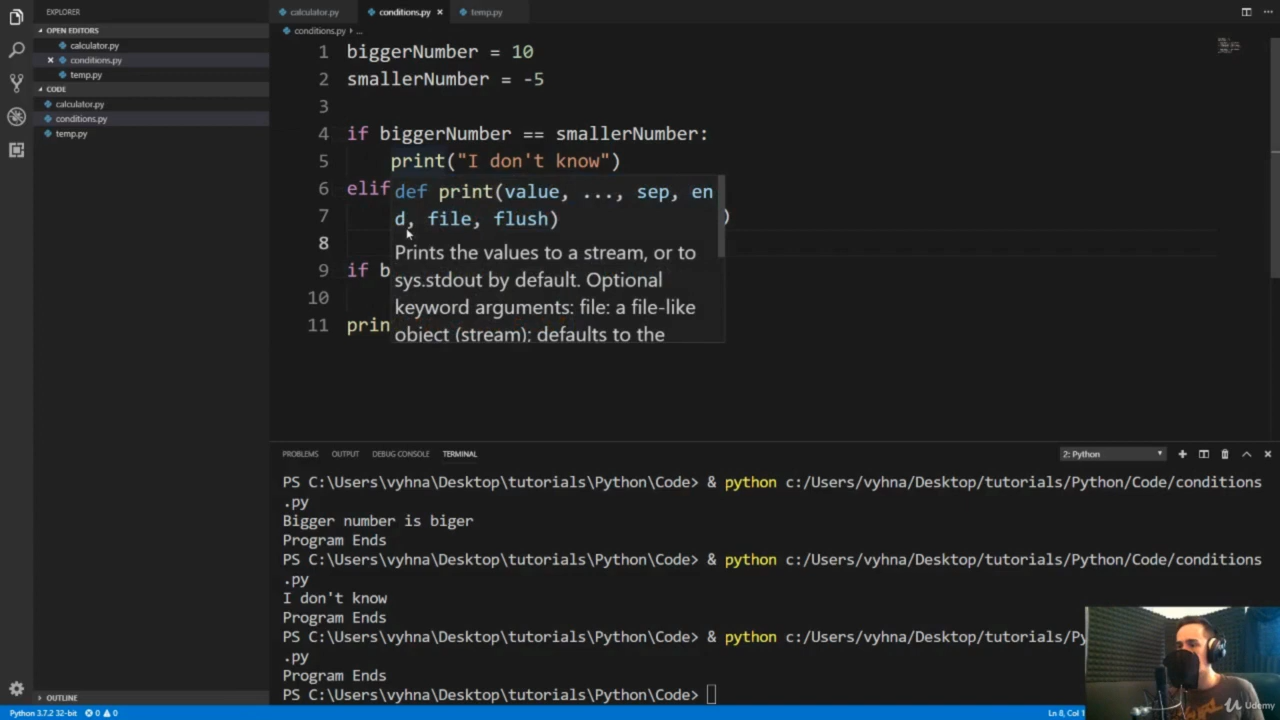 EXPLORER
OPEN EDITORS
calculator.py
conditions.py
temp.py
CODE
calculator.py
conditions.py
temp.py
OUTLINE
calculator.py conditions.py × temp.py
conditions.py > ...
1 biggerNumber = 10
2 smallerNumber = -5
3
4 if biggerNumber == smallerNumber:
5 print("I don't know")
6 elif
7 )
8
9 if b
10
11 prin
def print(value, ..., sep, en
d, file, flush)
Prints the values to a stream, or to
sys.stdout by default. Optional
keyword arguments: file: a file-like
object (stream); defaults to the
PROBLEMS OUTPUT DEBUG CONSOLE TERMINAL 2: Python
PS C:\Users\vyhna\Desktop\tutorials\Python\Code> & python c:/Users/vyhna/Desktop/tutorials/Python/Code/conditions
.py
Bigger number is biger
Program Ends
PS C:\Users\vyhna\Desktop\tutorials\Python\Code> & python c:/Users/vyhna/Desktop/tutorials/Python/Code/conditions
.py
I don't know
Program Ends
PS C:\Users\vyhna\Desktop\tutorials\Python\Code> & python c:/Users/vyhna/Desktop/tutorials/Py
.py
Program Ends
PS C:\Users\vyhna\Desktop\tutorials\Python\Code>
Python 3.7.2 32-bit 0 0 Ln 8, Col 1
Udemy